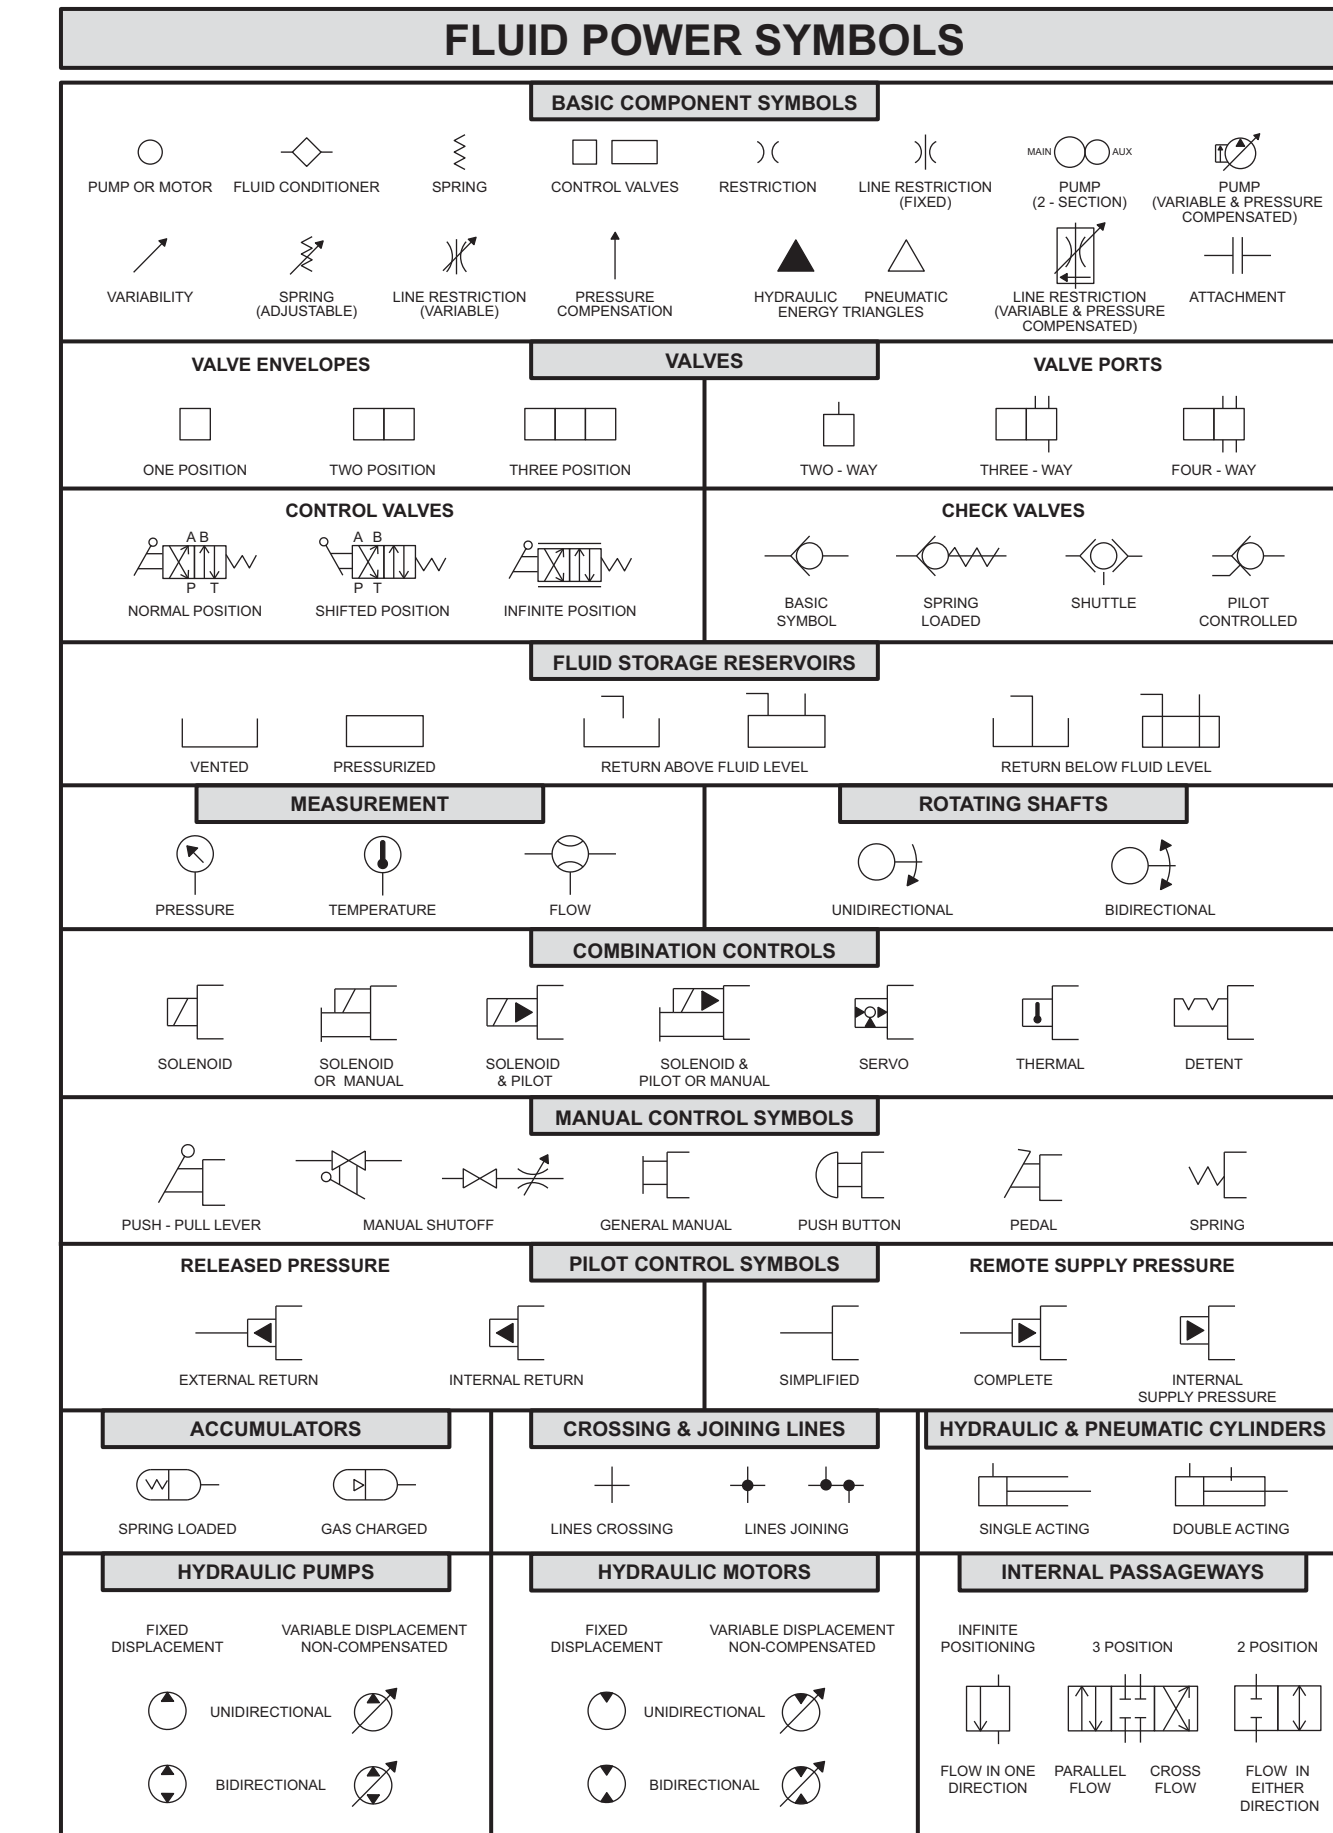 FLUID POWER SYMBOLS
BASIC COMPONENT SYMBOLS
MAIN
AUX
PUMP OR MOTOR
FLUID CONDITIONER
SPRING
CONTROL VALVES
RESTRICTION
LINE RESTRICTION
(FIXED)
PUMP
(2 - SECTION)
PUMP
(VARIABLE & PRESSURE
COMPENSATED)
VARIABILITY
SPRING
(ADJUSTABLE)
LINE RESTRICTION
(VARIABLE)
PRESSURE
COMPENSATION
HYDRAULIC PNEUMATIC
ENERGY TRIANGLES
LINE RESTRICTION
(VARIABLE & PRESSURE
COMPENSATED)
ATTACHMENT
VALVES
VALVE ENVELOPES
ONE POSITION
TWO POSITION
THREE POSITION
VALVE PORTS
TWO - WAY
THREE - WAY
FOUR - WAY
CONTROL VALVES
A B
P T
NORMAL POSITION
A B
P T
SHIFTED POSITION
INFINITE POSITION
CHECK VALVES
BASIC
SYMBOL
SPRING
LOADED
SHUTTLE
PILOT
CONTROLLED
FLUID STORAGE RESERVOIRS
VENTED
PRESSURIZED
RETURN ABOVE FLUID LEVEL
RETURN BELOW FLUID LEVEL
MEASUREMENT
PRESSURE
TEMPERATURE
FLOW
ROTATING SHAFTS
UNIDIRECTIONAL
BIDIRECTIONAL
COMBINATION CONTROLS
SOLENOID
SOLENOID
OR MANUAL
SOLENOID
& PILOT
SOLENOID &
PILOT OR MANUAL
SERVO
THERMAL
DETENT
MANUAL CONTROL SYMBOLS
PUSH - PULL LEVER
MANUAL SHUTOFF
GENERAL MANUAL
PUSH BUTTON
PEDAL
SPRING
PILOT CONTROL SYMBOLS
RELEASED PRESSURE
EXTERNAL RETURN
INTERNAL RETURN
REMOTE SUPPLY PRESSURE
SIMPLIFIED
COMPLETE
INTERNAL
SUPPLY PRESSURE
ACCUMULATORS
SPRING LOADED
GAS CHARGED
CROSSING & JOINING LINES
LINES CROSSING
LINES JOINING
HYDRAULIC & PNEUMATIC CYLINDERS
SINGLE ACTING
DOUBLE ACTING
HYDRAULIC PUMPS
FIXED
DISPLACEMENT
VARIABLE DISPLACEMENT
NON-COMPENSATED
UNIDIRECTIONAL
BIDIRECTIONAL
HYDRAULIC MOTORS
FIXED
DISPLACEMENT
VARIABLE DISPLACEMENT
NON-COMPENSATED
UNIDIRECTIONAL
BIDIRECTIONAL
INTERNAL PASSAGEWAYS
INFINITE
POSITIONING
3 POSITION
2 POSITION
FLOW IN ONE
DIRECTION
PARALLEL
FLOW
CROSS
FLOW
FLOW IN
EITHER
DIRECTION